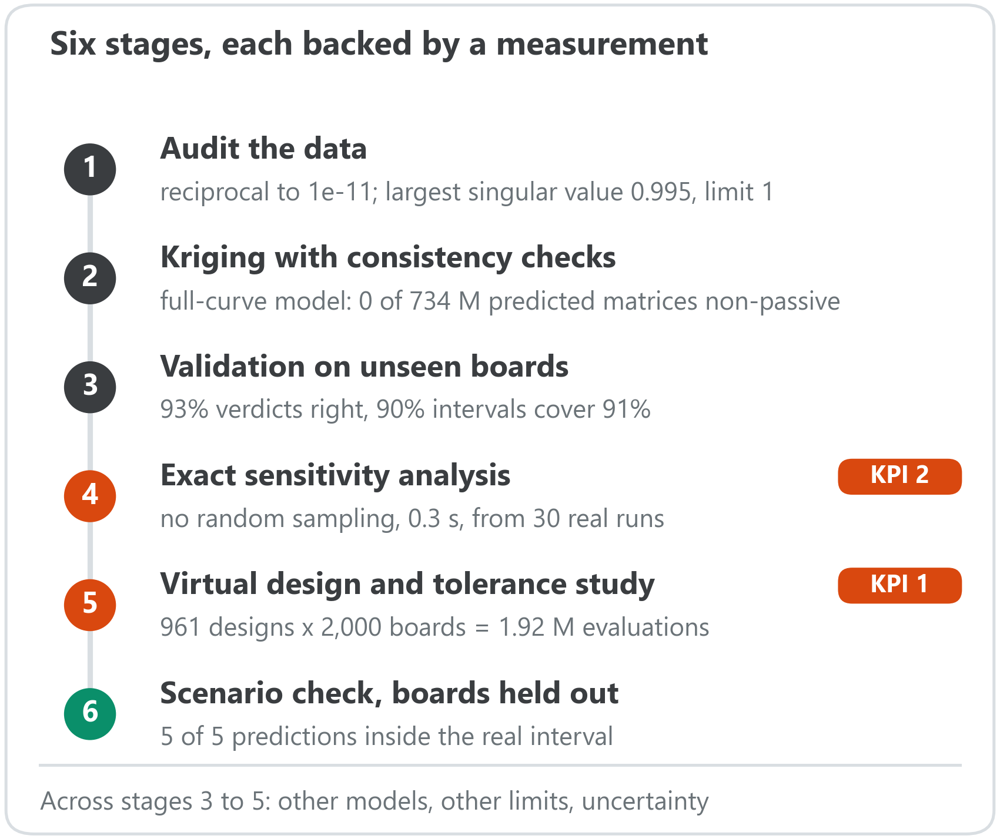 Six stages, each backed by a measurement
1
Audit the data
reciprocal to 1e-11; largest singular value 0.995, limit 1
2
Kriging with consistency checks
full-curve model: 0 of 734 M predicted matrices non-passive
3
Validation on unseen boards
93% verdicts right, 90% intervals cover 91%
4
Exact sensitivity analysis
KPI 2
no random sampling, 0.3 s, from 30 real runs
5
Virtual design and tolerance study
KPI 1
961 designs x 2,000 boards = 1.92 M evaluations
6
Scenario check, boards held out
5 of 5 predictions inside the real interval
Across stages 3 to 5: other models, other limits, uncertainty